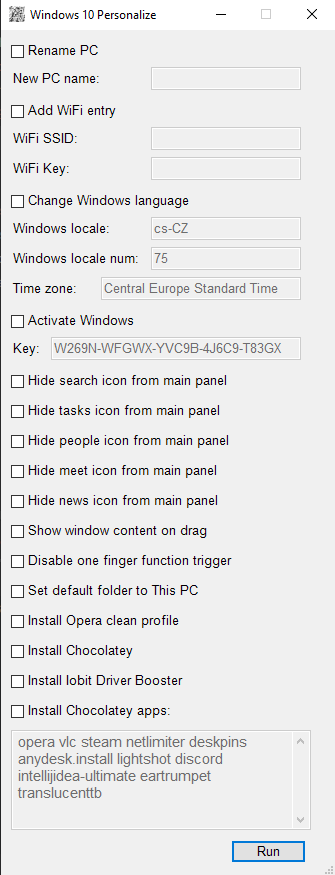 Windows 10 Personalize
Rename PC
New PC name:
Add WiFi entry
WiFi SSID:
WiFi Key:
Change Windows language
Windows locale: cs-CZ
Windows locale num: 75
Time zone: Central Europe Standard Time
Activate Windows
Key: W269N-WFGWX-YVC9B-4J6C9-T83GX
Hide search icon from main panel
Hide tasks icon from main panel
Hide people icon from main panel
Hide meet icon from main panel
Hide news icon from main panel
Show window content on drag
Disable one finger function trigger
Set default folder to This PC
Install Opera clean profile
Install Chocolatey
Install Iobit Driver Booster
Install Chocolatey apps:
opera vlc steam netlimiter deskpins
anydesk.install lightshot discord
intellijidea-ultimate eartrumpet
translucenttb
Run